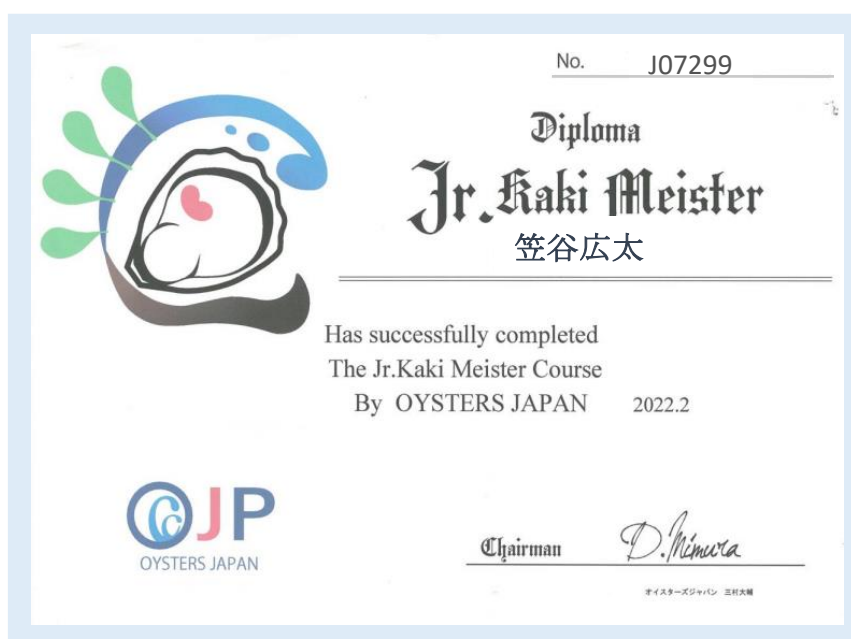 No. J07299
Diploma
Jr. Kaki Meister
笠谷広太
Has successfully completed
The Jr.Kaki Meister Course
By OYSTERS JAPAN 2022.2
OJP
OYSTERS JAPAN
Chairman D. Mimura
オイスターズジャパン 三村大輔